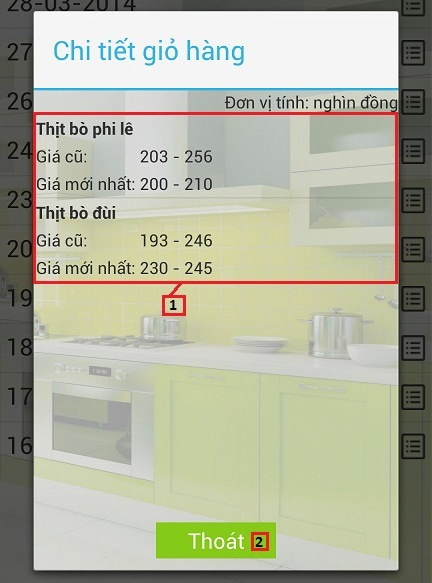 28-03-2014
Chi tiết giỏ hàng
27
26
Đơn vị tính: nghìn đồng
Thịt bò phi lê
24
Giá cũ: 203 - 256
Giá mới nhất: 200 - 210
23
Thịt bò đùi
Giá cũ: 193 - 246
20
Giá mới nhất: 230 - 245
19
1
18
17
16
Thoát 2